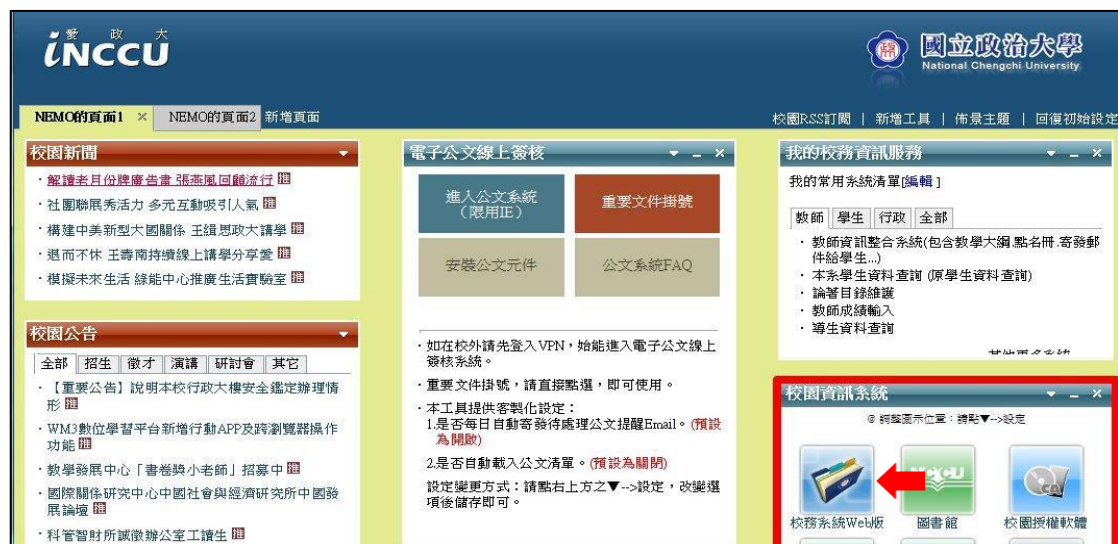 愛政大
iNCCU
國立政治大學
National Chengchi University
NEMO的頁面1 × NEMO的頁面2 新增頁面
校園RSS訂閱 | 新增工具 | 佈景主題 | 回復初始設定
校園新聞
· 解讀老月份牌廣告畫 張燕風回顧流行
· 社團聯展秀活力 多元互動吸引人氣
· 構建中美新型大國關係 王緝思政大講學
· 退而不休 王壽南持續線上講學分享愛
· 模擬未來生活 綠能中心推廣生活實驗室
校園公告
全部 招生 徵才 演講 研討會 其它
· 【重要公告】說明本校行政大樓安全鑑定辦理情
形
· WM3數位學習平台新增行動APP及跨瀏覽器操作
功能
· 教學發展中心「書卷獎小老師」招募中
· 國際關係研究中心中國社會與經濟研究所中國發
展論壇
· 科管智財所誠徵辦公室工讀生
電子公文線上簽核
進入公文系統
(限用IE)
重要文件掛號
安裝公文元件
公文系統FAQ
· 如在校外請先登入VPN,始能進入電子公文線上
簽核系統。
· 重要文件掛號,請直接點選,即可使用。
· 本工具提供客製化設定:
1.是否每日自動寄發待處理公文提醒Email。(預設
為開啟)
2.是否自動載入公文清單。(預設為關閉)
設定變更方式:請點右上方之▼-->設定,改變選
項後儲存即可。
我的校務資訊服務
我的常用系統清單[編輯]
教師 學生 行政 全部
· 教師資訊整合系統(包含教學大綱.點名冊.寄發郵
件給學生...)
· 本系學生資料查詢 (原學生資料查詢)
· 論著目錄維護
· 教師成績輸入
· 導生資料查詢
其他更多系統
校園資訊系統
@ 調整圖示位置:請點▼-->設定
NCCU
校務系統Web版
圖書館
校園授權軟體